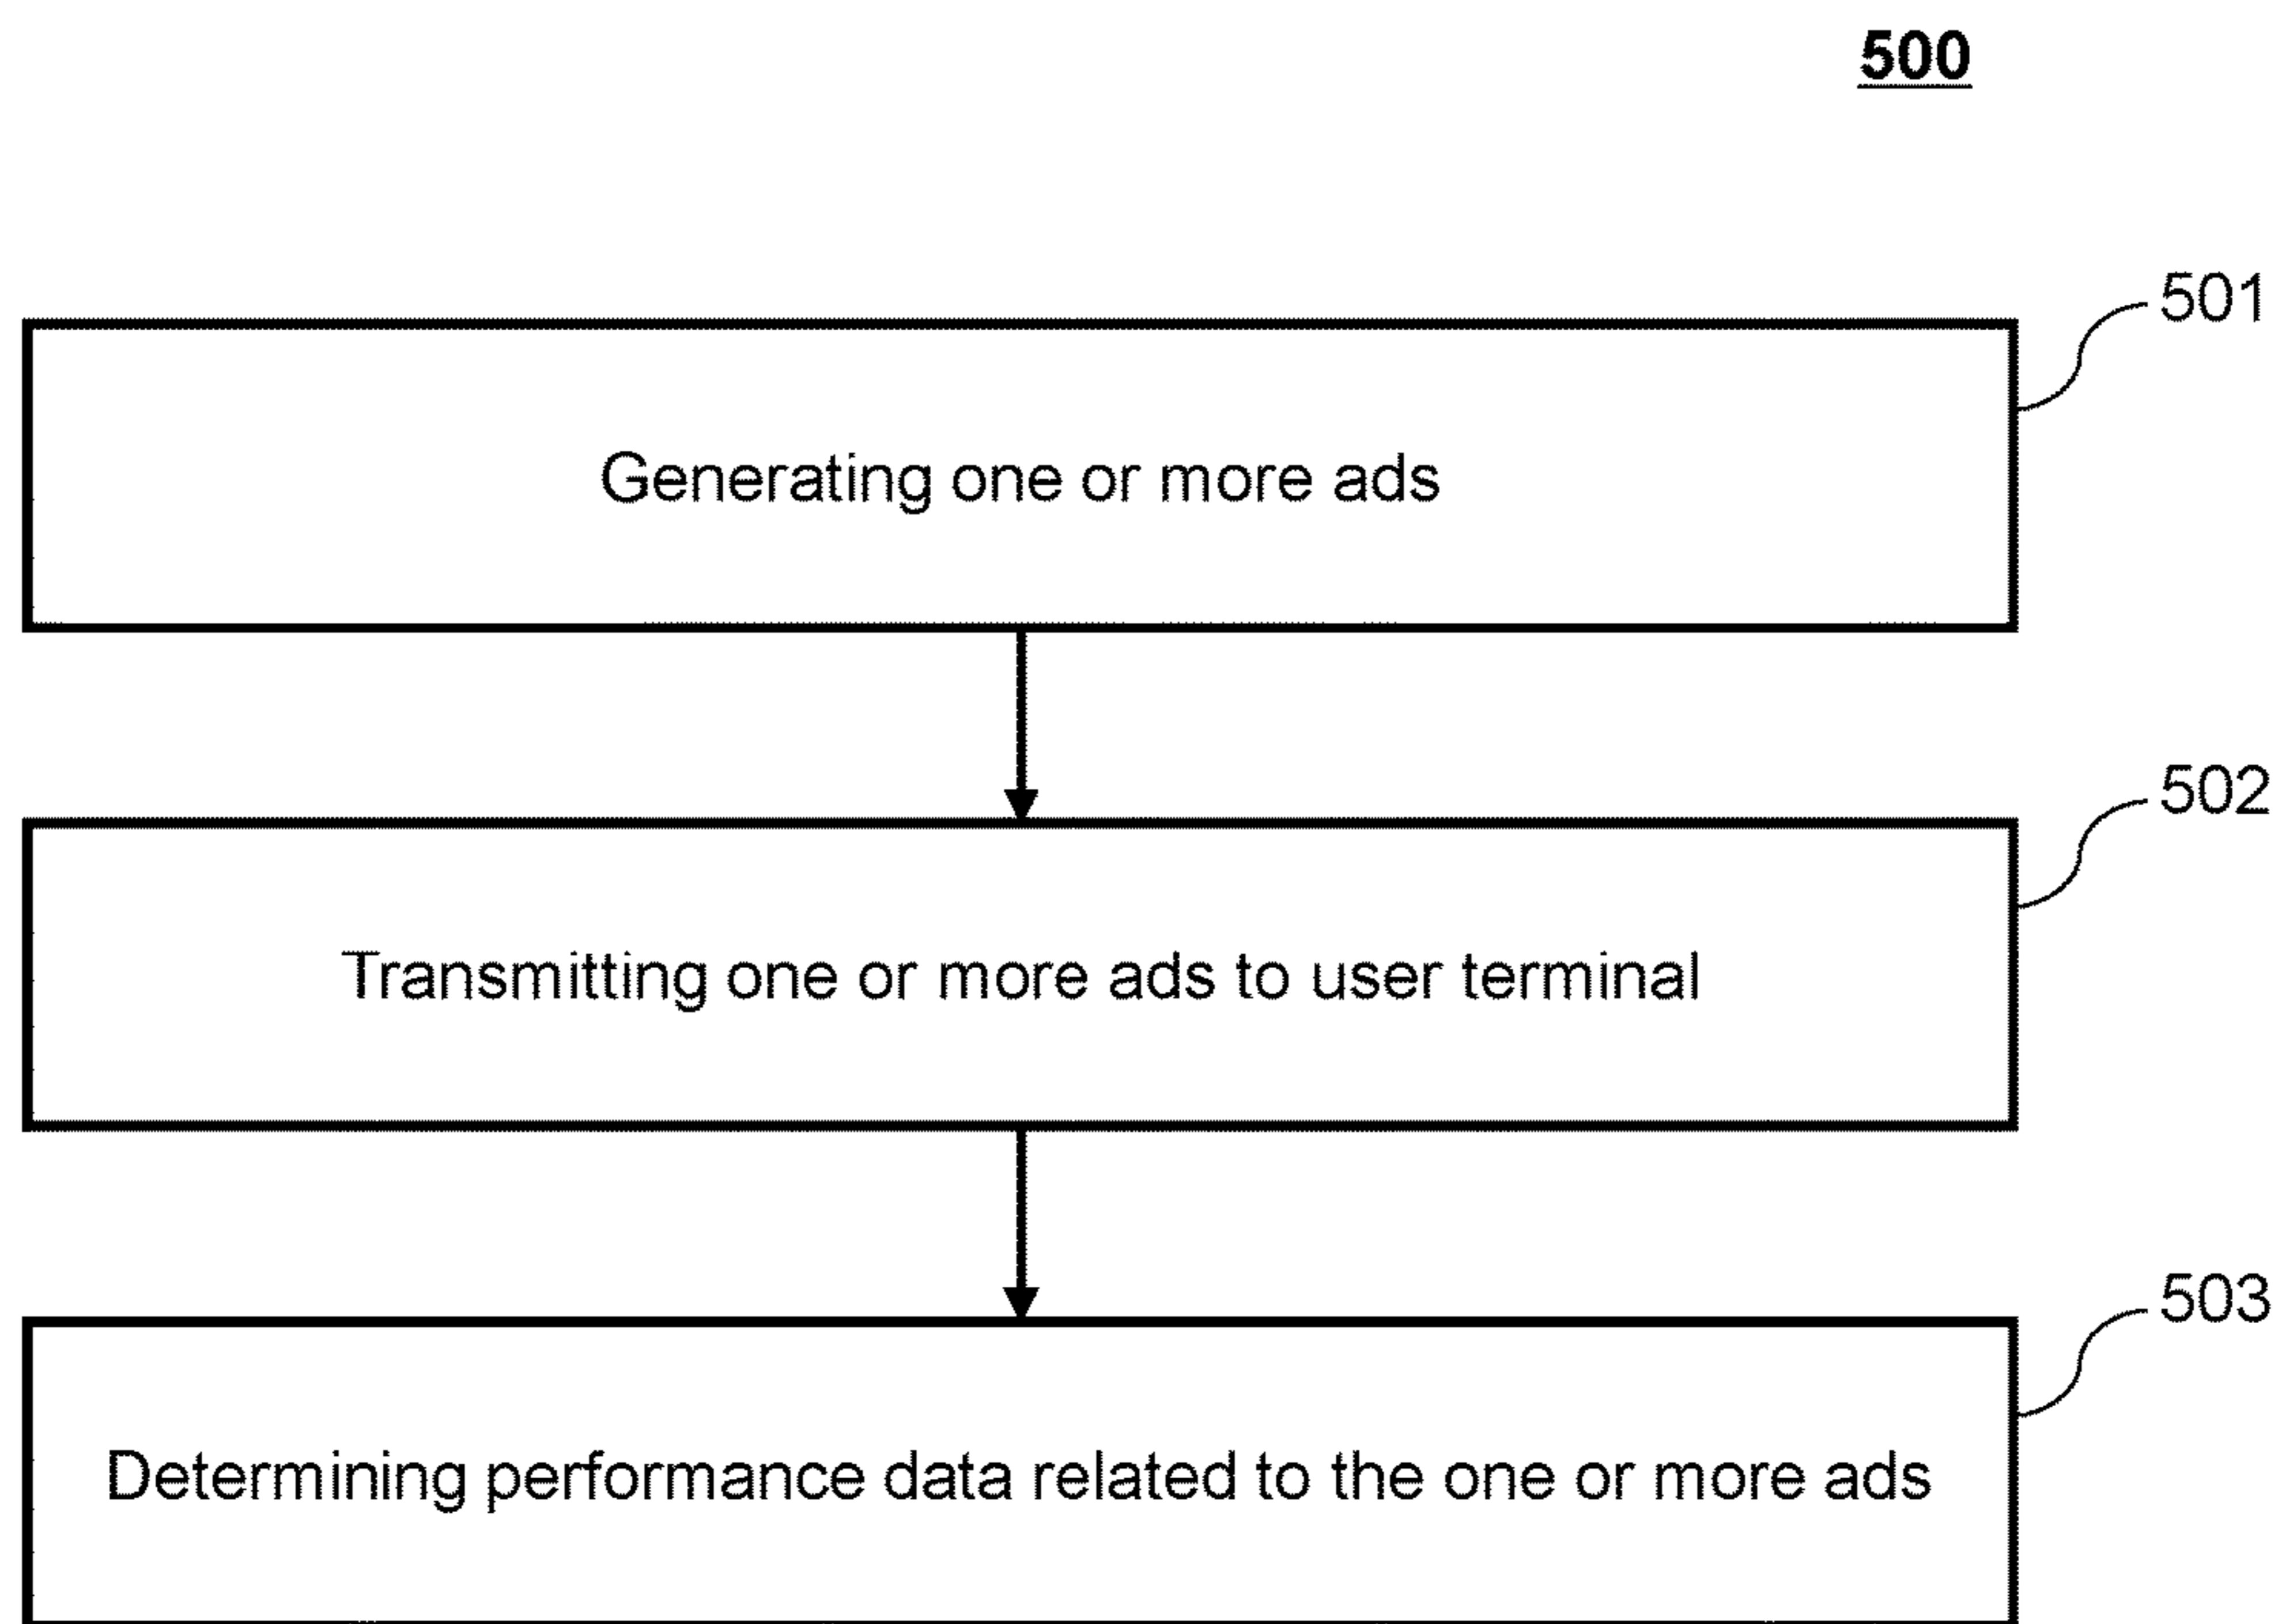 500
501
Generating one or more ads
502
Transmitting one or more ads to user terminal
503
Determining performance data related to the one or more ads